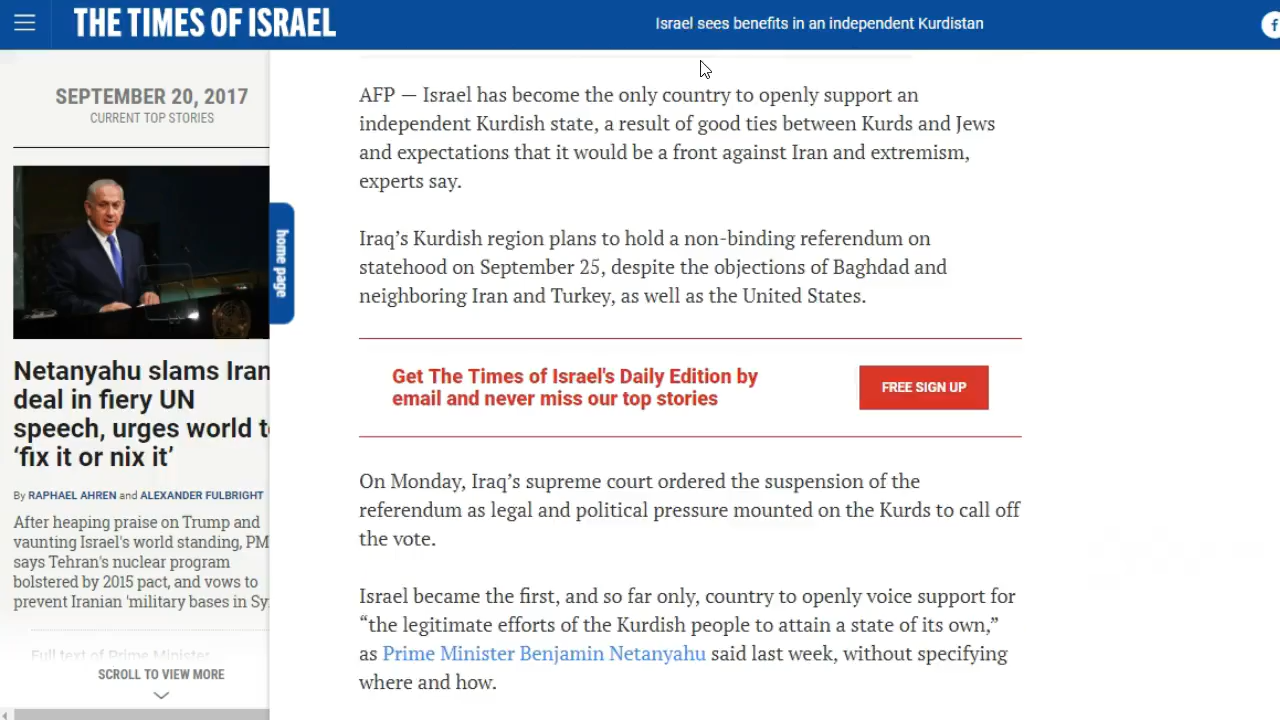 THE TIMES OF ISRAEL
Israel sees benefits in an independent Kurdistan
f
SEPTEMBER 20, 2017
CURRENT TOP STORIES
home page
Netanyahu slams Iran
deal in fiery UN
speech, urges world t
‘fix it or nix it’
By RAPHAEL AHREN and ALEXANDER FULBRIGHT
After heaping praise on Trump and
vaunting Israel's world standing, PM
says Tehran's nuclear program
bolstered by 2015 pact, and vows to
prevent Iranian 'military bases in Sy
Full text of Prime Minister
SCROLL TO VIEW MORE
AFP — Israel has become the only country to openly support an
independent Kurdish state, a result of good ties between Kurds and Jews
and expectations that it would be a front against Iran and extremism,
experts say.
Iraq’s Kurdish region plans to hold a non-binding referendum on
statehood on September 25, despite the objections of Baghdad and
neighboring Iran and Turkey, as well as the United States.
Get The Times of Israel's Daily Edition by
email and never miss our top stories
FREE SIGN UP
On Monday, Iraq’s supreme court ordered the suspension of the
referendum as legal and political pressure mounted on the Kurds to call off
the vote.
Israel became the first, and so far only, country to openly voice support for
“the legitimate efforts of the Kurdish people to attain a state of its own,”
as Prime Minister Benjamin Netanyahu said last week, without specifying
where and how.